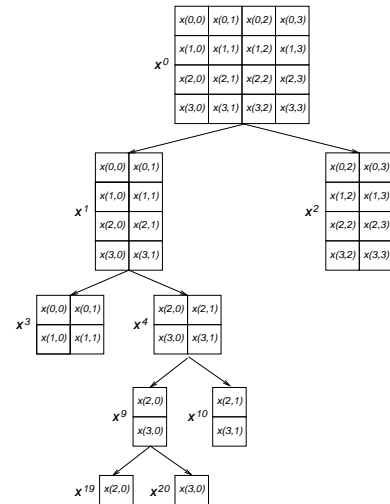 x(0,0) x(0,1) x(0,2) x(0,3)
x(1,0) x(1,1) x(1,2) x(1,3)
x⁰
x(2,0) x(2,1) x(2,2) x(2,3)
x(3,0) x(3,1) x(3,2) x(3,3)
x(0,0) x(0,1) x(0,2) x(0,3)
x(1,0) x(1,1) x(1,2) x(1,3)
x¹ x²
x(2,0) x(2,1) x(2,2) x(2,3)
x(3,0) x(3,1) x(3,2) x(3,3)
x(0,0) x(0,1) x(2,0) x(2,1)
x³ x⁴
x(1,0) x(1,1) x(3,0) x(3,1)
x(2,0) x(2,1)
x⁹ x¹⁰
x(3,0) x(3,1)
x¹⁹ x(2,0) x²⁰ x(3,0)